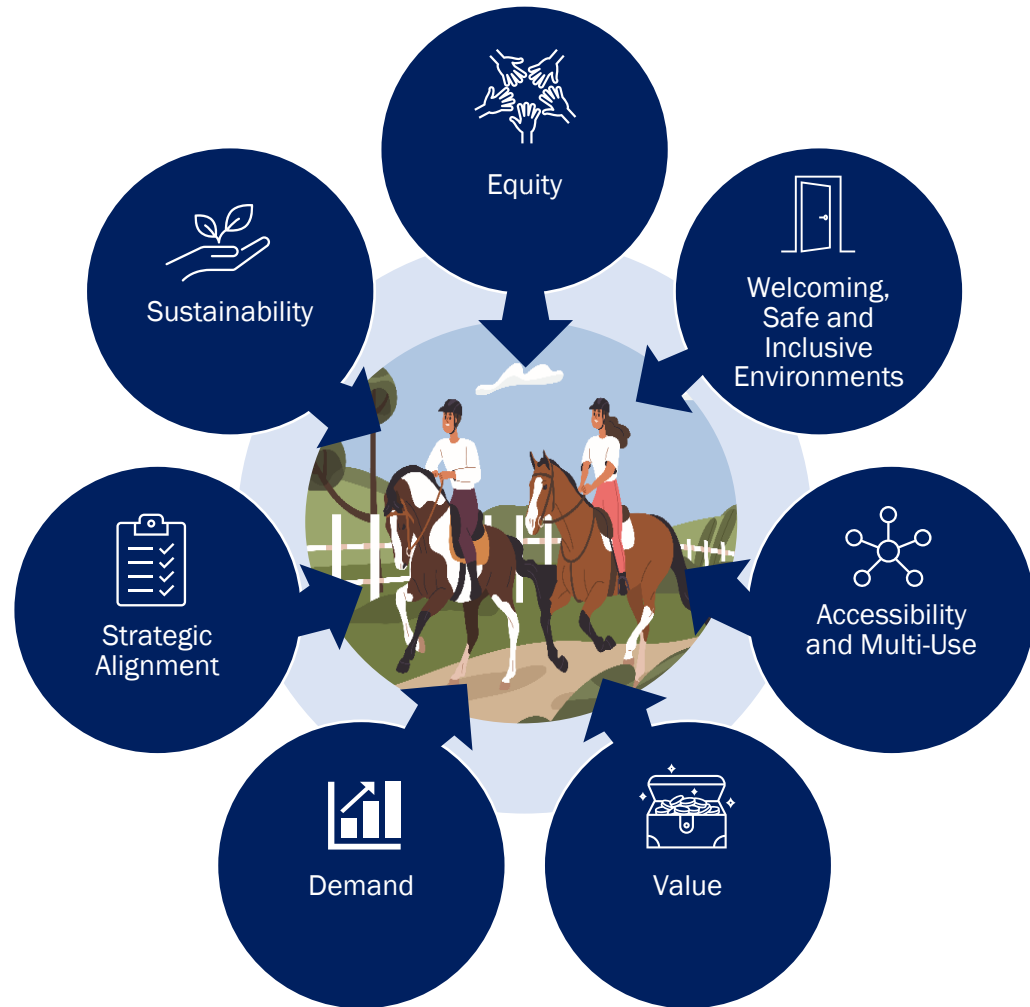 Equity
Welcoming,
Safe and
Inclusive
Environments
Accessibility
and Multi-Use
Value
Demand
Strategic
Alignment
Sustainability